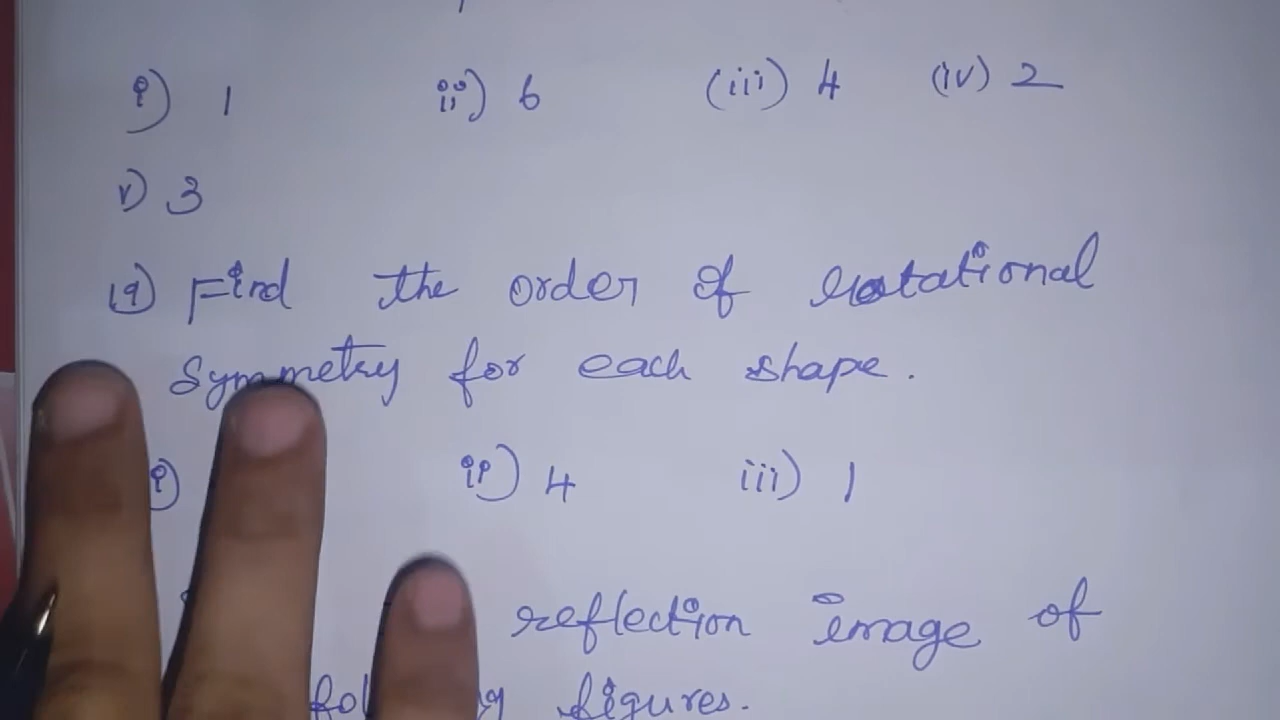 i) 1 ii) 6 (iii) 4 (iv) 2
v) 3
19) Find the order of rotational
Symmetry for each shape.
i) ii) 4 iii) 1
reflection image of
figures.